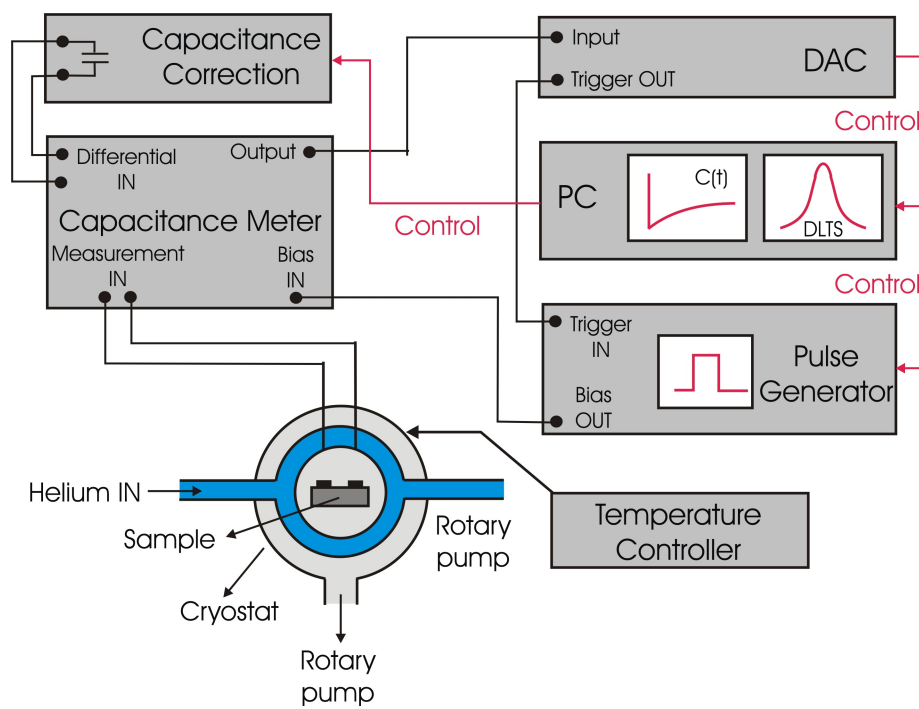 Capacitance
Correction
Input
Trigger OUT
DAC
Control
Differential
IN
Output
Capacitance Meter
Measurement
IN
Bias
IN
Control
PC
C(t)
DLTS
Control
Trigger
IN
Bias
OUT
Pulse
Generator
Helium IN
Sample
Cryostat
Rotary
pump
Rotary
pump
Temperature
Controller